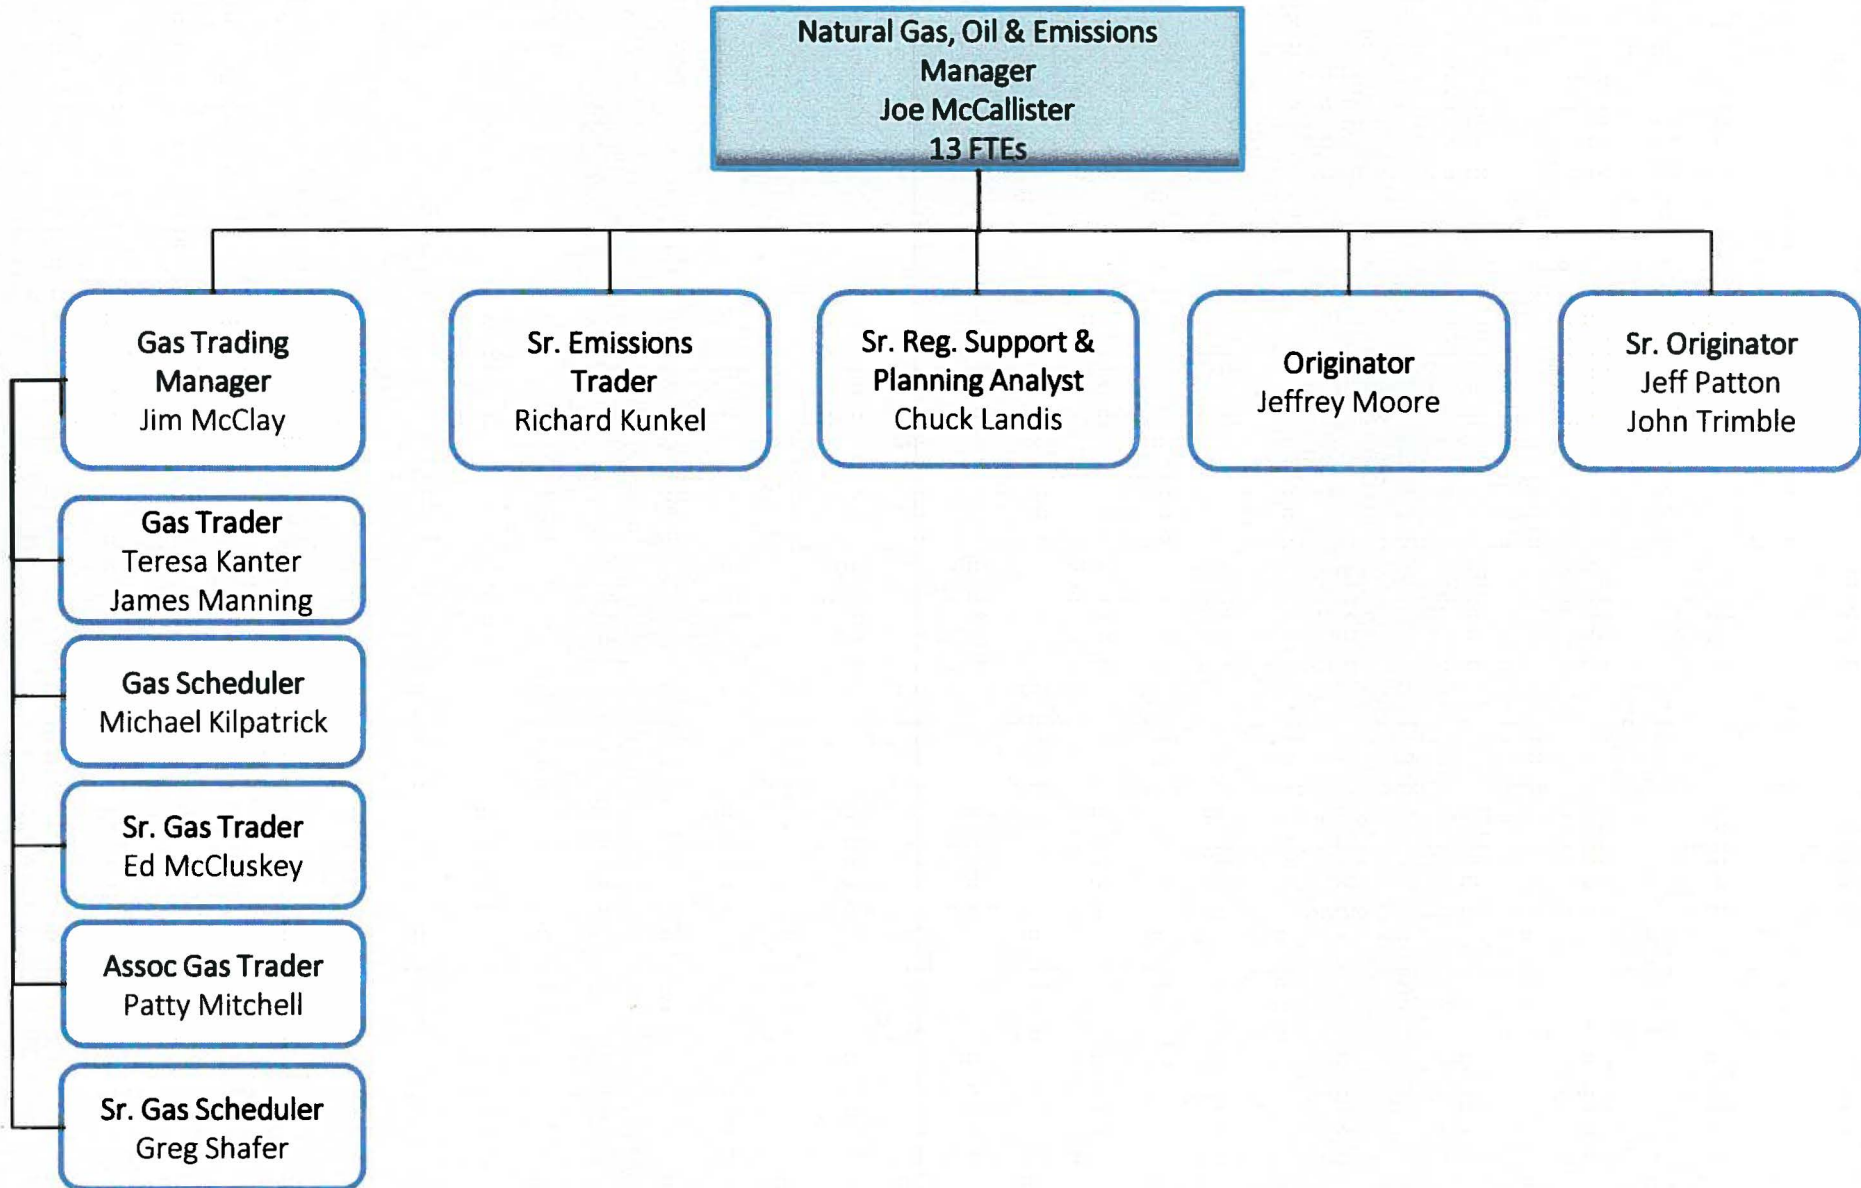 Natural Gas, Oil & Emissions
Manager
Joe McCallister
13 FTEs
Gas Trading
Manager
Jim McClay
Sr. Emissions
Trader
Richard Kunkel
Sr. Reg. Support &
Planning Analyst
Chuck Landis
Originator
Jeffrey Moore
Sr. Originator
Jeff Patton
John Trimble
Gas Trader
Teresa Kanter
James Manning
Gas Scheduler
Michael Kilpatrick
Sr. Gas Trader
Ed McCluskey
Assoc Gas Trader
Patty Mitchell
Sr. Gas Scheduler
Greg Shafer